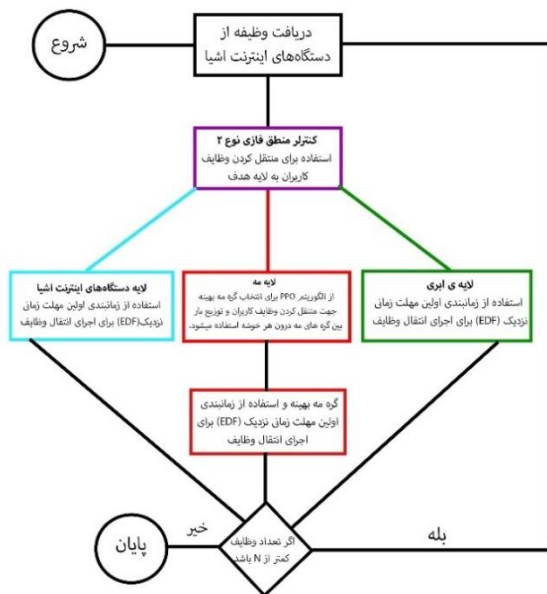 شروع
دریافت وظیفه از
دستگاه‌های اینترنت اشیا
کنترلر منطق فازی نوع ۲
استفاده برای منتقل کردن وظایف
کاربران به لایه هدف
لایه ی ابری
استفاده از زمانبندی اولین مهلت زمانی
نزدیک (EDF) برای اجرای انتقال وظایف
لایه مه
از الگوریتم PPO برای انتخاب گره مه بهینه
جهت منتقل کردن وظایف کاربران و توزیع بار
بین گره های مه درون هر خوشه استفاده میشود.
لایه دستگاه‌های اینترنت اشیا
استفاده از زمانبندی اولین مهلت زمانی
نزدیک(EDF) برای اجرای انتقال وظایف
گره مه بهینه و استفاده از زمانبندی
اولین مهلت زمانی نزدیک (EDF) برای
اجرای انتقال وظایف
اگر تعداد وظایف
کمتر از N باشد
بله
خیر
پایان